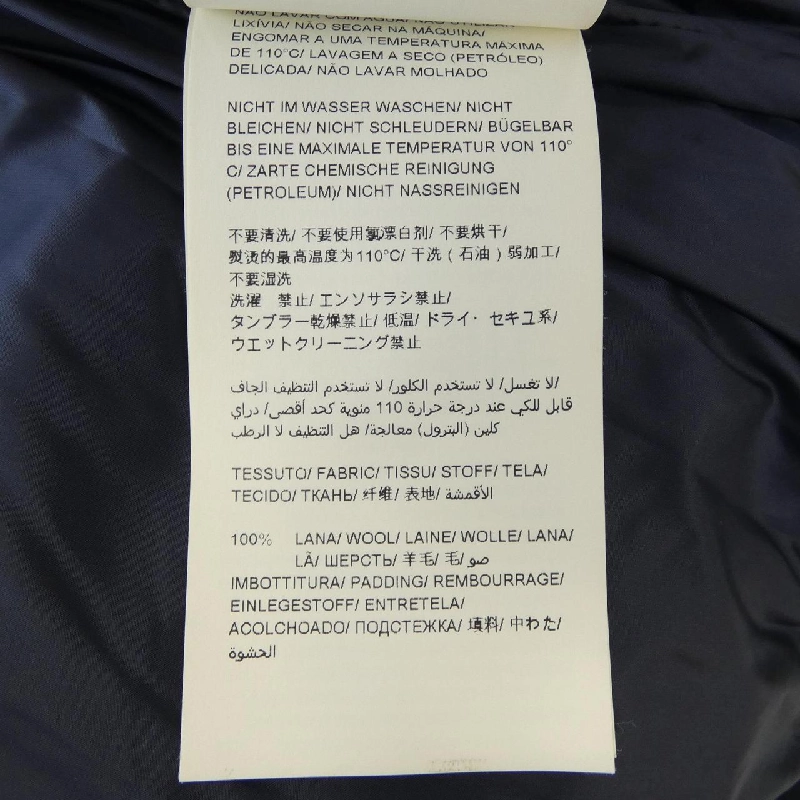 NÃO LAVAR COM ÁGUA/ NÃO UTILIZAR
LIXÍVIA/ NÃO SECAR NA MÁQUINA/
ENGOMAR A UMA TEMPERATURA MÁXIMA
DE 110°C/ LAVAGEM A SECO (PETRÓLEO)
DELICADA/ NÃO LAVAR MOLHADO
NICHT IM WASSER WASCHEN/ NICHT
BLEICHEN/ NICHT SCHLEUDERN/ BÜGELBAR
BIS EINE MAXIMALE TEMPERATUR VON 110°
C/ ZARTE CHEMISCHE REINIGUNG
(PETROLEUM)/ NICHT NASSREINIGEN
不要清洗/ 不要使用氯漂白剂/ 不要烘干/
熨烫的最高温度为110°C/ 干洗（石油）弱加工/
不要湿洗
洗濯　禁止/ エンソサラシ禁止/
タンブラー乾燥禁止/ 低温/ ドライ・ セキユ系/
ウエットクリーニング禁止
/لا تغسل/ لا تستخدم الكلور/ لا تستخدم التنظيف الجاف
قابل للكي عند درجة حرارة 110 مئوية كحد أقصى/ دراي
كلين (البترول) معالجة/ هل التنظيف لا الرطب
TESSUTO/ FABRIC/ TISSU/ STOFF/ TELA/
TECIDO/ ТКАНЬ/ 纤维/ 表地/ الأقمشة
100% LANA/ WOOL/ LAINE/ WOLLE/ LANA/
LÃ/ ШЕРСТЬ/ 羊毛/ 毛/ صو
IMBOTTITURA/ PADDING/ REMBOURRAGE/
EINLEGESTOFF/ ENTRETELA/
ACOLCHOADO/ ПОДСТЕЖКА/ 填料/ 中わた/
الحشوة